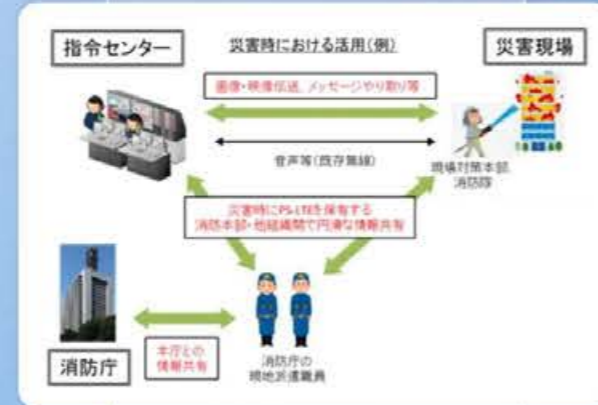 指令センター
災害時における活用(例)
災害現場
画像・映像伝送、メッセージやり取り等
音声等(既存無線)
現場対策本部
消防隊
災害時にPS-LTEを保有する
消防本部・他組織間で円滑な情報共有
消防庁
本庁との
情報共有
消防庁の
現地派遣職員